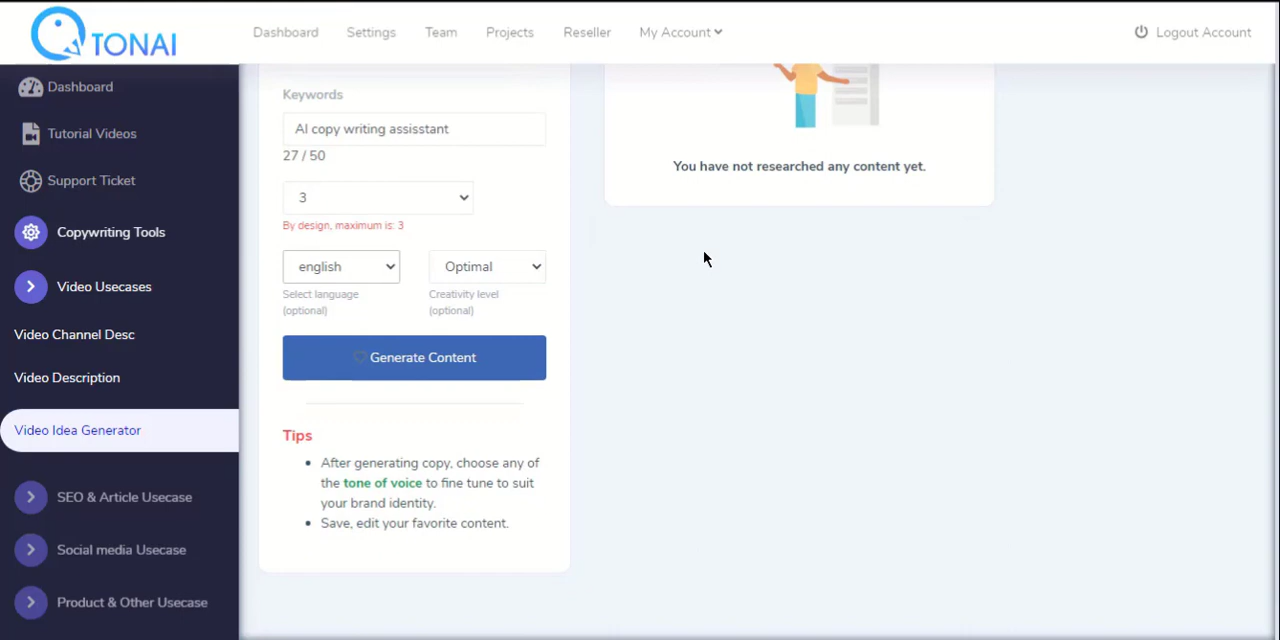 TONAI
Dashboard Settings Team Projects Reseller My Account Logout Account
Dashboard
Tutorial Videos
Support Ticket
Copywriting Tools
Video Usecases
Video Channel Desc
Video Description
Video Idea Generator
SEO & Article Usecase
Social media Usecase
Product & Other Usecase
Keywords
AI copy writing assisstant
27 / 50
3
By design, maximum is: 3
english Optimal
Select language Creativity level
(optional) (optional)
Generate Content
Tips
After generating copy, choose any of
the tone of voice to fine tune to suit
your brand identity.
Save, edit your favorite content.
You have not researched any content yet.